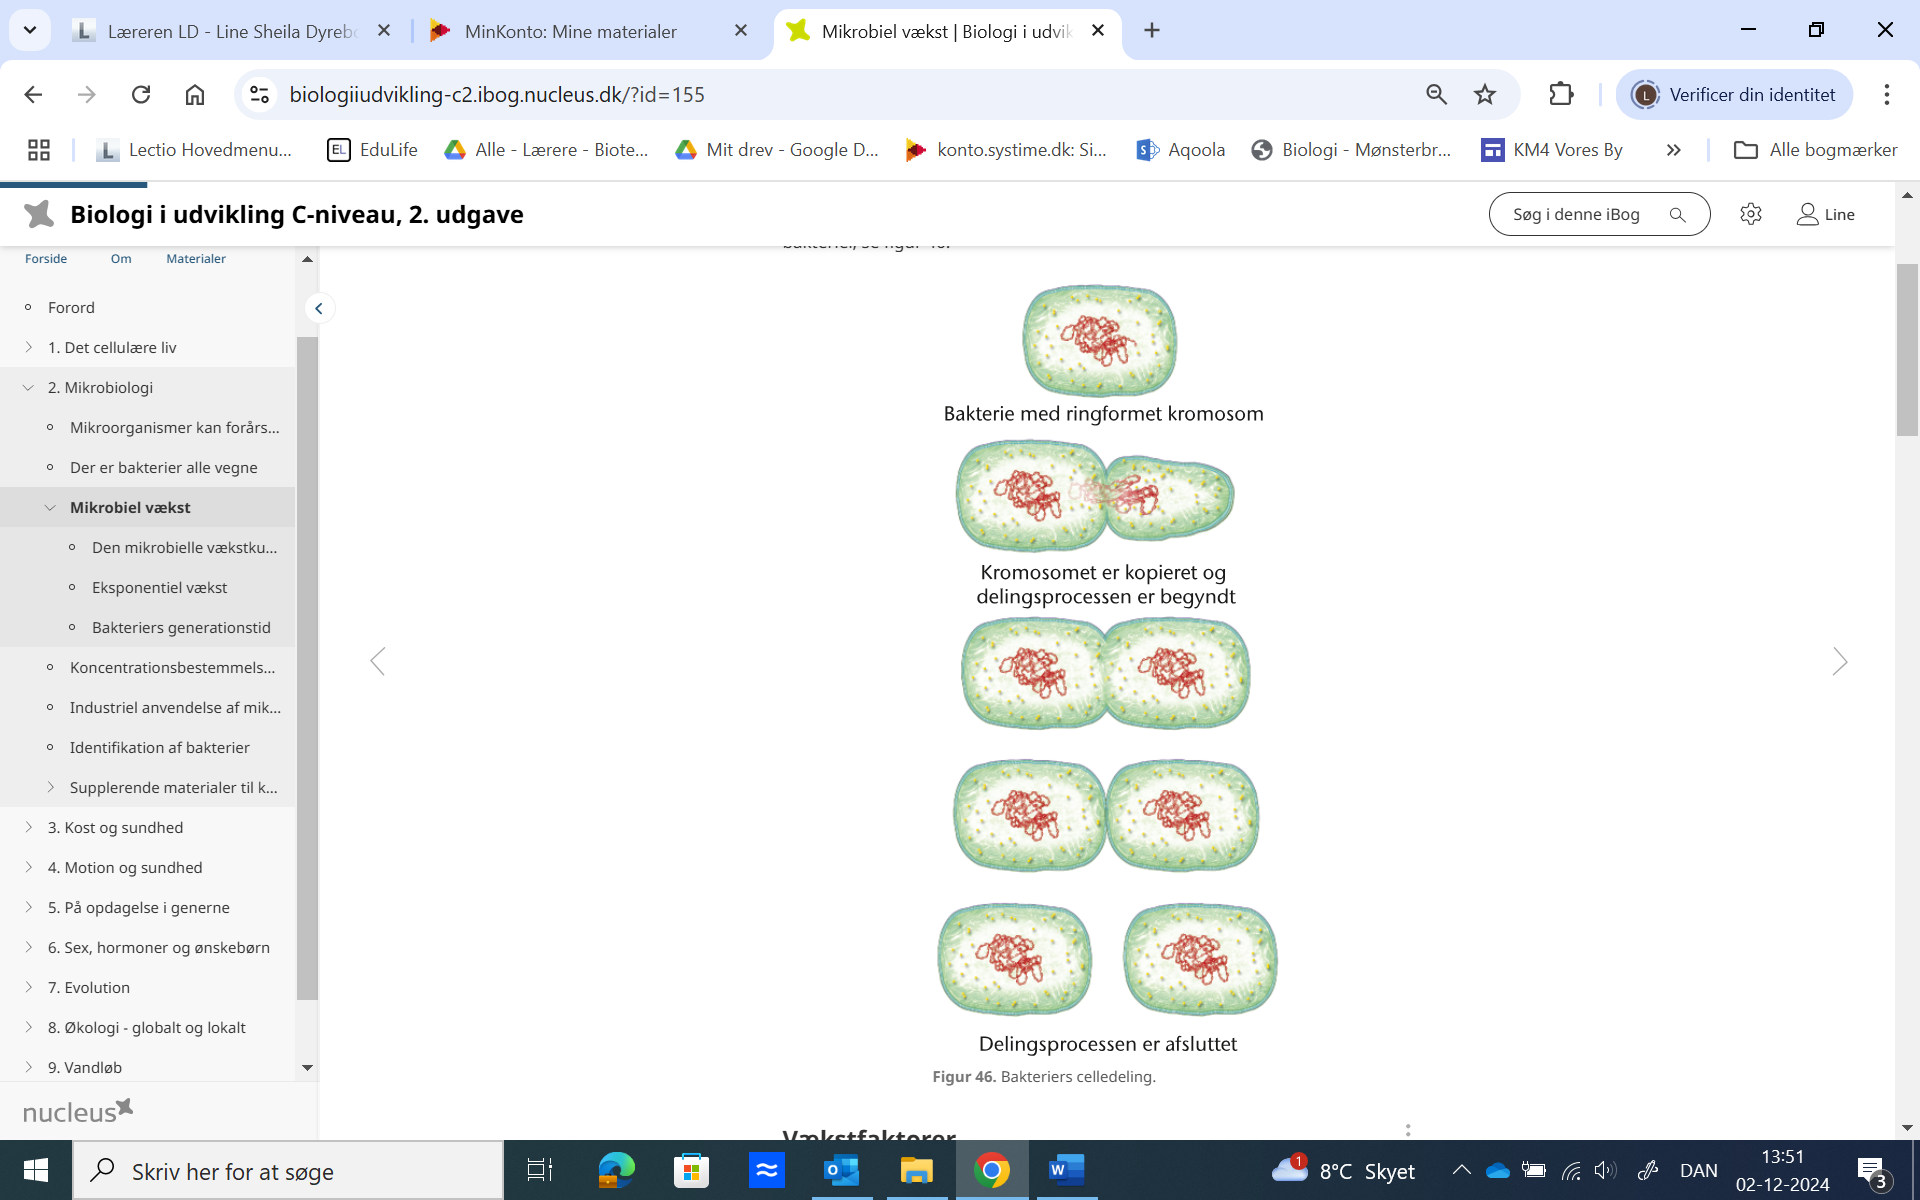 Læreren LD - Line Sheila Dyreb
MinKonto: Mine materialer
Mikrobiel vækst | Biologi i udvik
biologiiudvikling-c2.ibog.nucleus.dk/?id=155
L
Verificer din identitet
L
Lectio Hovedmenu...
EL
EduLife
Alle - Lærere - Biote...
Mit drev - Google D...
konto.systime.dk: Si...
Aqoola
Biologi - Mønsterbr...
KM4 Vores By
Alle bogmærker
Biologi i udvikling C-niveau, 2. udgave
Søg i denne iBog
Line
Forside
Om
Materialer
Forord
1. Det cellulære liv
2. Mikrobiologi
Mikroorganismer kan forårs...
Der er bakterier alle vegne
Mikrobiel vækst
Den mikrobielle vækstku...
Eksponentiel vækst
Bakteriers generationstid
Koncentrationsbestemmels...
Industriel anvendelse af mik...
Identifikation af bakterier
Supplerende materialer til k...
3. Kost og sundhed
4. Motion og sundhed
5. På opdagelse i generne
6. Sex, hormoner og ønskebørn
7. Evolution
8. Økologi - globalt og lokalt
9. Vandløb
nucleus
Bakterie med ringformet kromosom
Kromosomet er kopieret og
delingsprocessen er begyndt
Delingsprocessen er afsluttet
Figur 46. Bakteriers celledeling.
Vækstfaktorer
Skriv her for at søge
1
8°C Skyet
DAN
13:51
02-12-2024
3